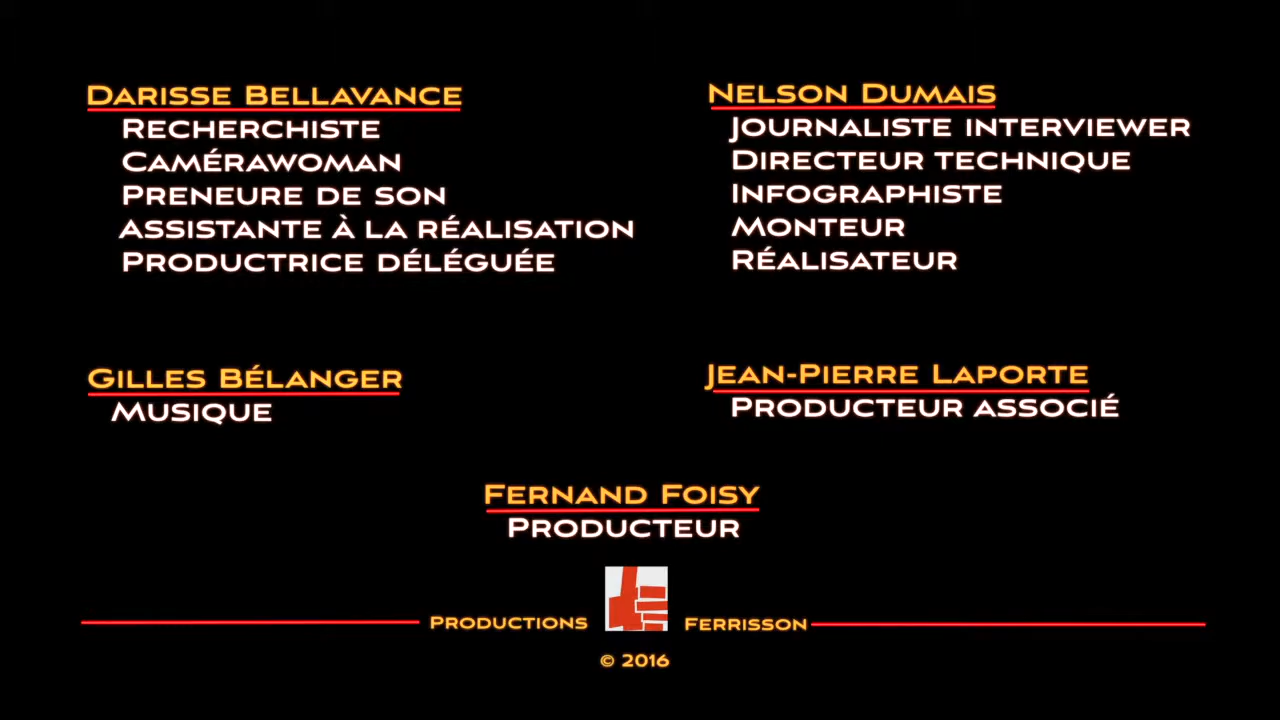 Darisse Bellavance
Recherchiste
Camérawoman
Preneure de son
Assistante à la réalisation
Productrice déléguée
Nelson Dumais
Journaliste interviewer
Directeur technique
Infographiste
Monteur
Réalisateur
Gilles Bélanger
Musique
Jean-Pierre Laporte
Producteur associé
Fernand Foisy
Producteur
Productions Ferrisson
© 2016